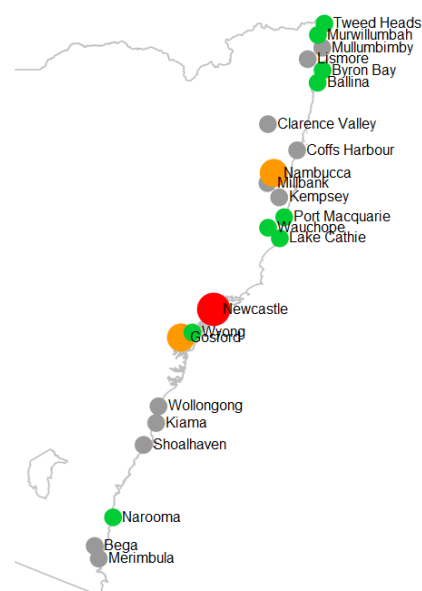 Tweed Heads
Murwillumbah
Mullumbimby
Lismore
Byron Bay
Ballina
Clarence Valley
Coffs Harbour
Nambucca
Millbank
Kempsey
Port Macquarie
Wauchope
Lake Cathie
Newcastle
Wyong
Gosford
Wollongong
Kiama
Shoalhaven
Narooma
Bega
Merimbula